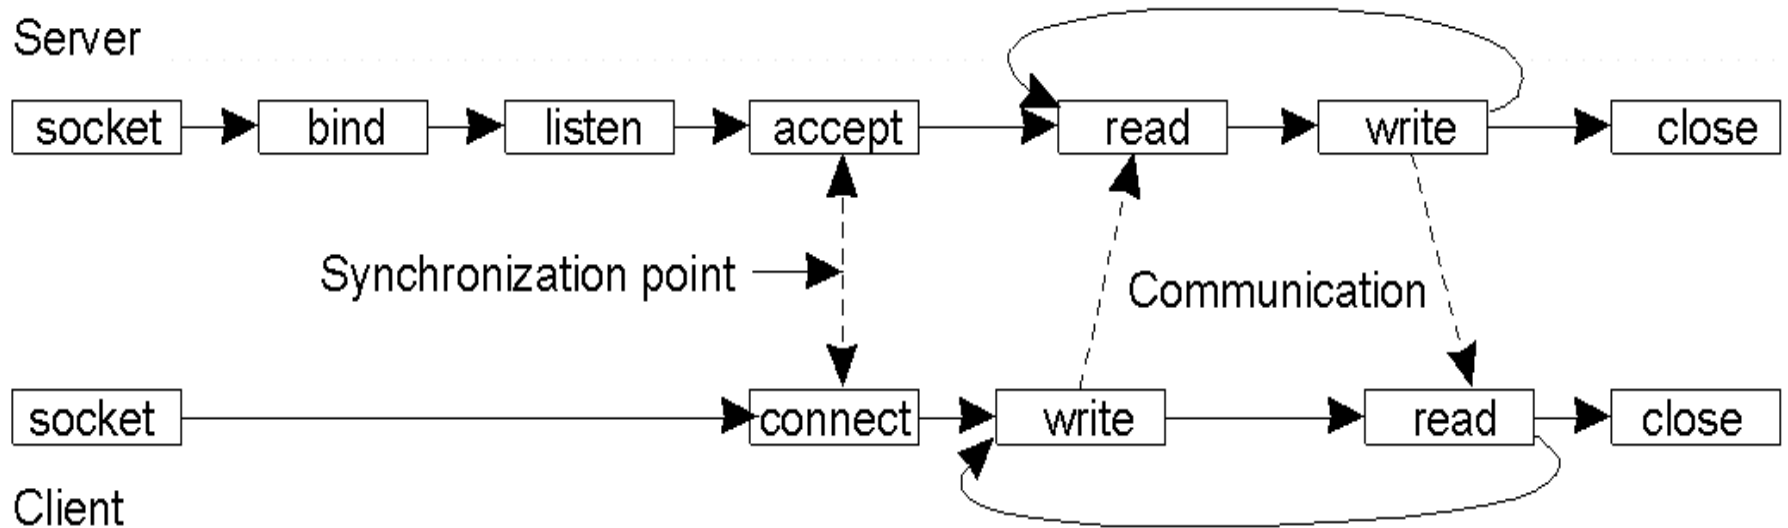 Server
socket bind listen accept read write close
Synchronization point
Communication
socket connect write read close
Client